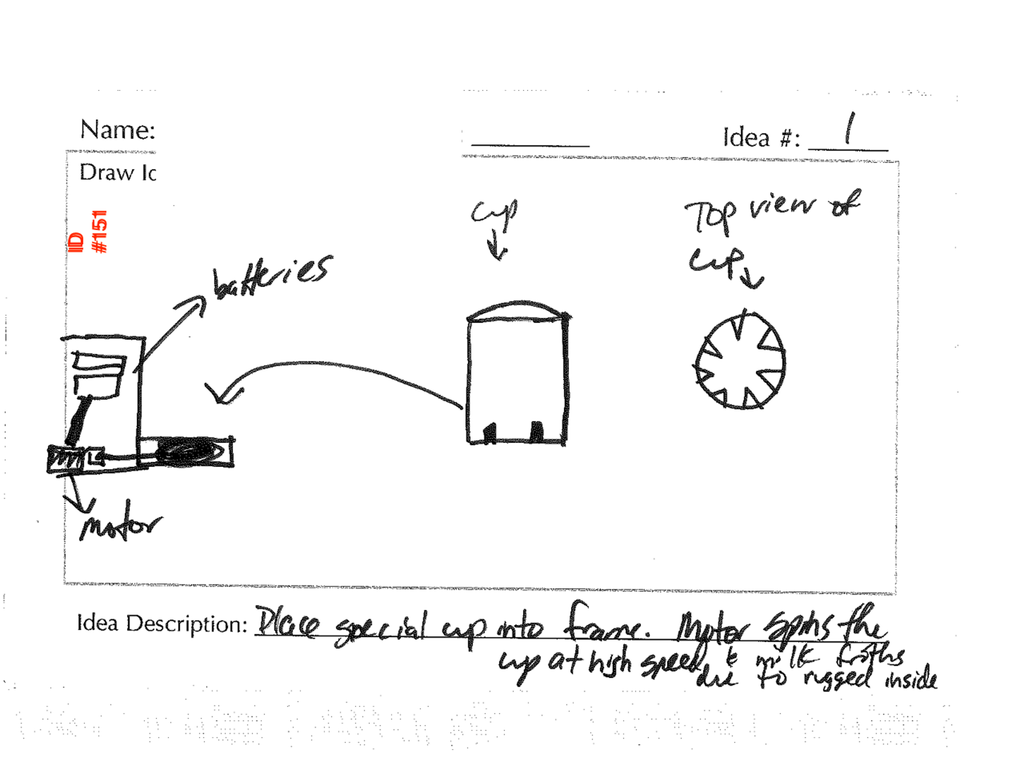 Name:
Idea #: 1
Draw Id
ID
#151
cup
Top view of
cup
batteries
motor
Idea Description: Place special cup into frame. Motor spins the
cup at high speed & milk froths
due to rugged inside